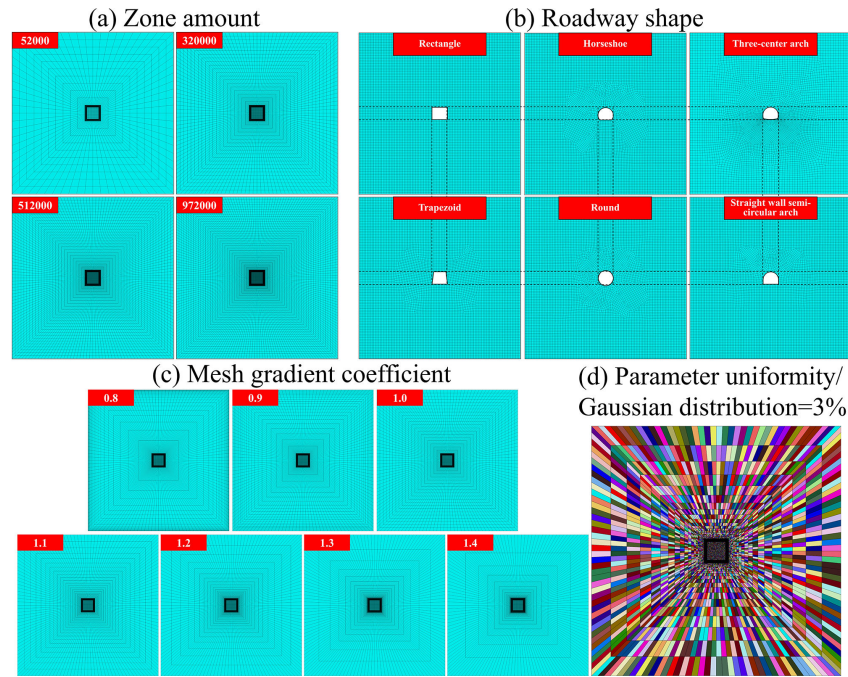 (a) Zone amount
52000
320000
512000
972000
(b) Roadway shape
Rectangle
Horseshoe
Three-center arch
Trapezoid
Round
Straight wall semi-
circular arch
(c) Mesh gradient coefficient
0.8
0.9
1.0
1.1
1.2
1.3
1.4
(d) Parameter uniformity/
Gaussian distribution=3%